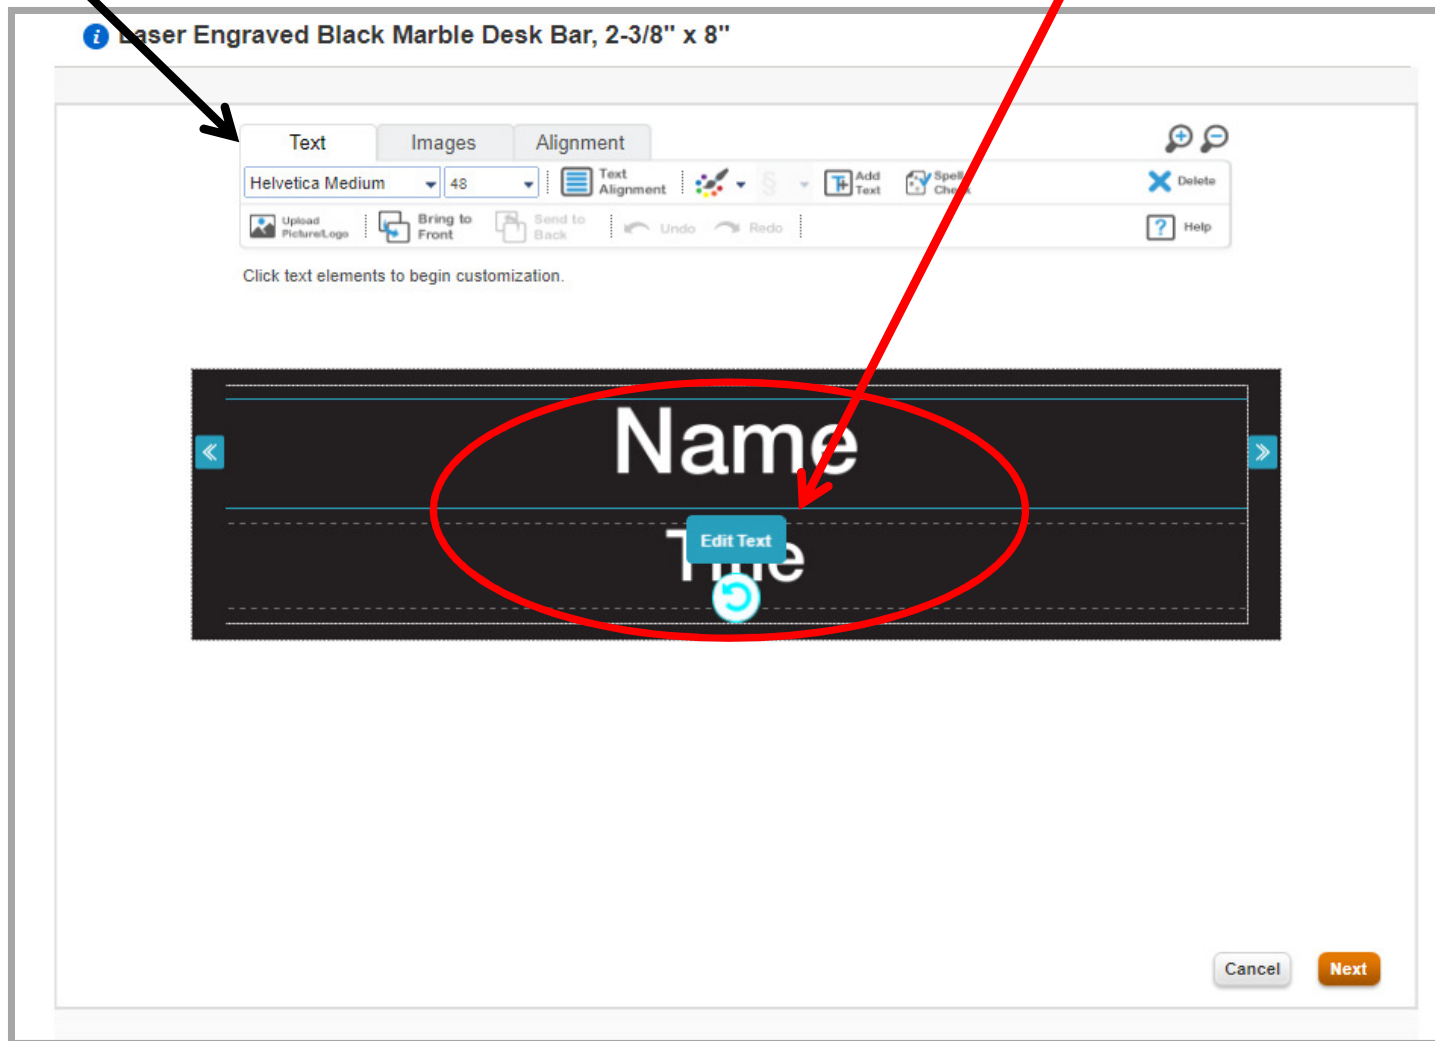 Laser Engraved Black Marble Desk Bar, 2-3/8" x 8"
Text Images Alignment
Helvetica Medium 48 Text Alignment § Add Text Spell Check Delete
Upload Picture/Logo Bring to Front Send to Back Undo Redo ? Help
Click text elements to begin customization.
Name
Title
Edit Text
Cancel Next